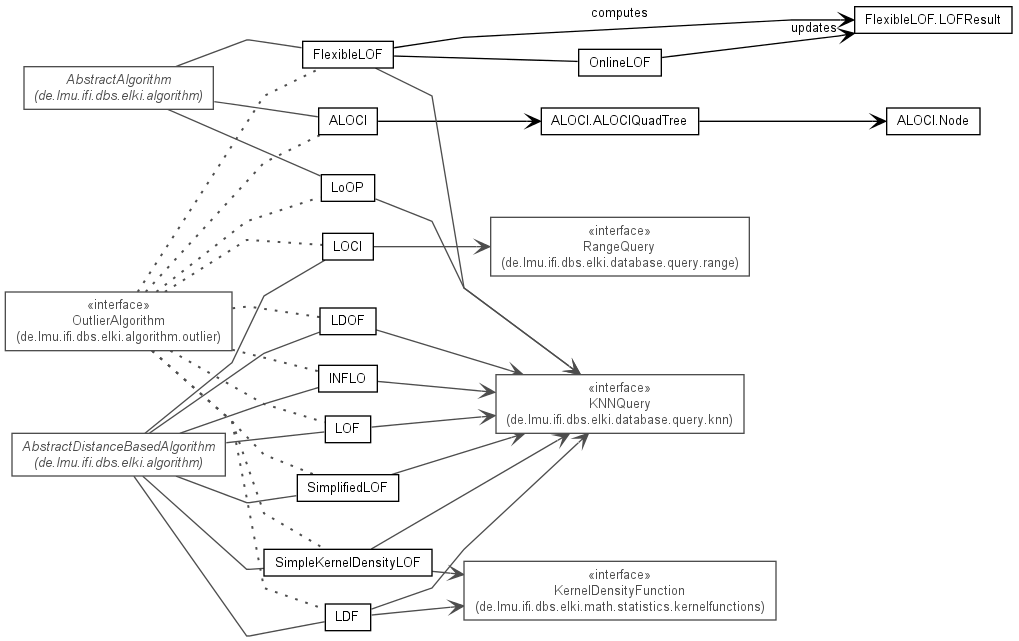 computes
FlexibleLOF.LOFResult
updates
FlexibleLOF
OnlineLOF
AbstractAlgorithm
(de.lmu.ifi.dbs.elki.algorithm)
ALOCI
ALOCI.ALOCIQuadTree
ALOCI.Node
LoOP
LOCI
«interface»
RangeQuery
(de.lmu.ifi.dbs.elki.database.query.range)
«interface»
OutlierAlgorithm
(de.lmu.ifi.dbs.elki.algorithm.outlier)
LDOF
INFLO
«interface»
KNNQuery
(de.lmu.ifi.dbs.elki.database.query.knn)
LOF
AbstractDistanceBasedAlgorithm
(de.lmu.ifi.dbs.elki.algorithm)
SimplifiedLOF
SimpleKernelDensityLOF
«interface»
KernelDensityFunction
(de.lmu.ifi.dbs.elki.math.statistics.kernelfunctions)
LDF